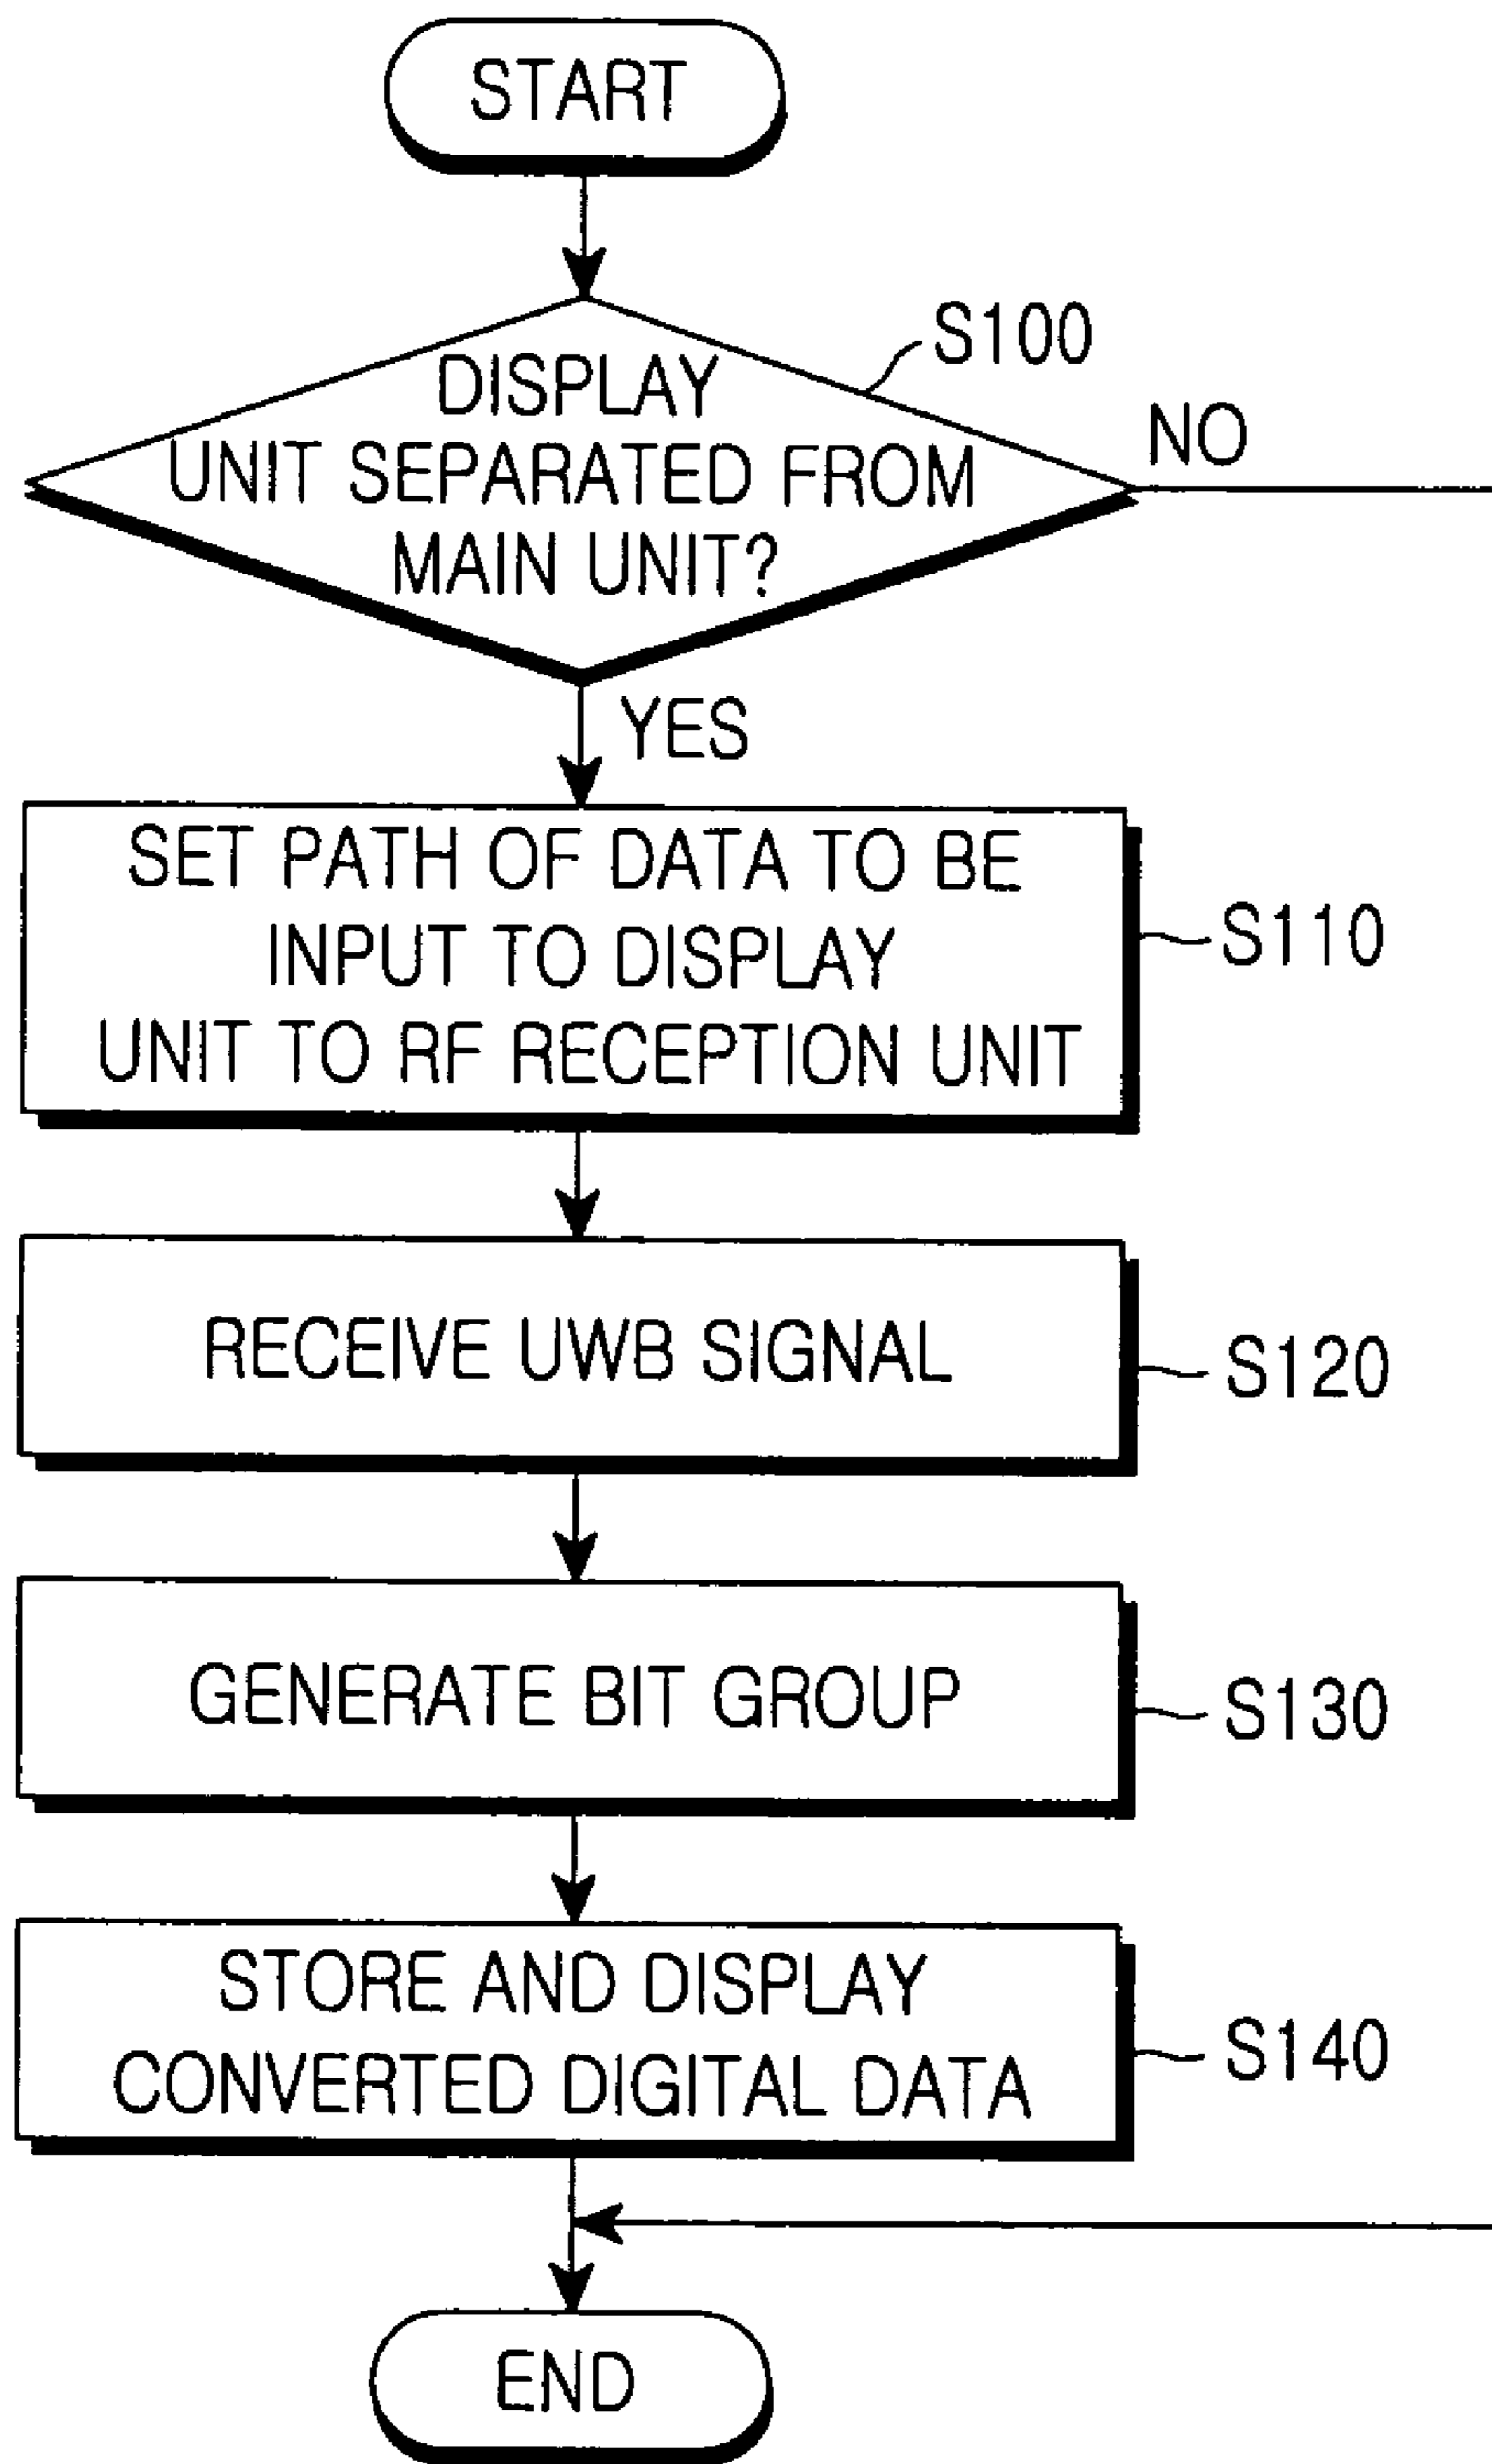 START
S100
DISPLAY
NO
UNIT SEPARATED FROM
MAIN UNIT?
YES
SET PATH OF DATA TO BE
INPUT TO DISPLAY
S110
UNIT TO RF RECEPTION UNIT
RECEIVE UWB SIGNAL
S120
GENERATE BIT GROUP
S130
STORE AND DISPLAY
S140
CONVERTED DIGITAL DATA
END